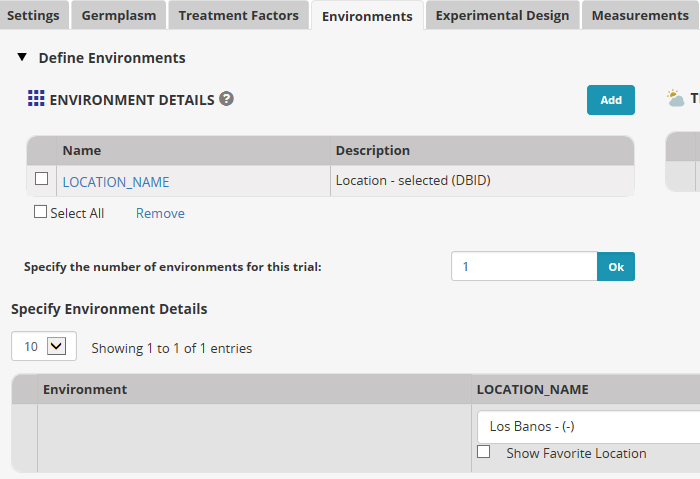 Settings Germplasm Treatment Factors Environments Experimental Design Measurements
Define Environments
ENVIRONMENT DETAILS ? Add
Name Description
LOCATION_NAME Location - selected (DBID)
Select All Remove
Specify the number of environments for this trial: 1 Ok
Specify Environment Details
10 Showing 1 to 1 of 1 entries
Environment LOCATION_NAME
Los Banos - (-)
Show Favorite Location